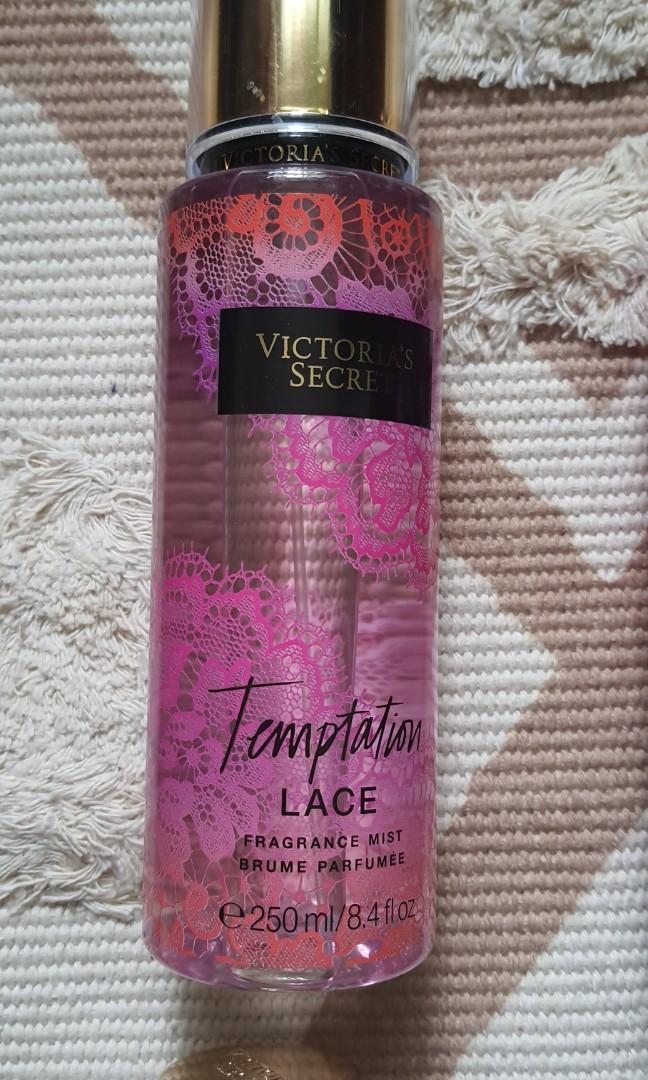 VICTORIA'S SECRET
VICTORIA'S
SECRET
Temptation
LACE
FRAGRANCE MIST
BRUME PARFUMÉE
℮ 250 ml/8.4 fl oz